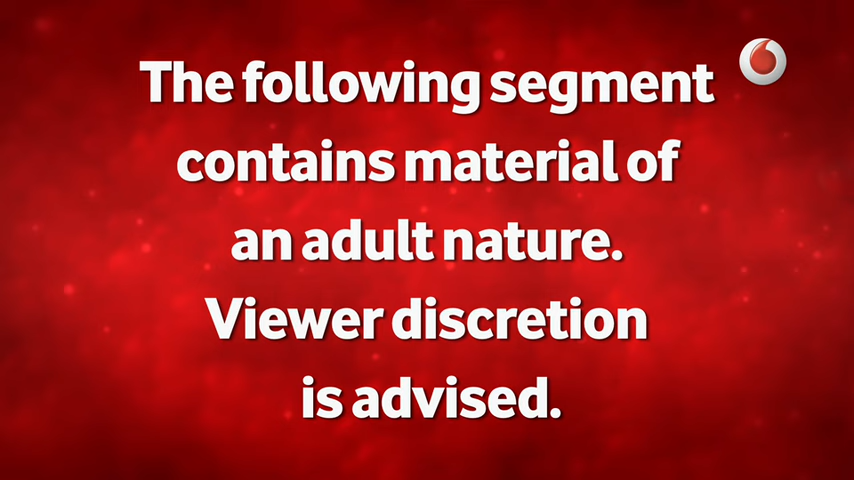 The following segment
contains material of
an adult nature.
Viewer discretion
is advised.